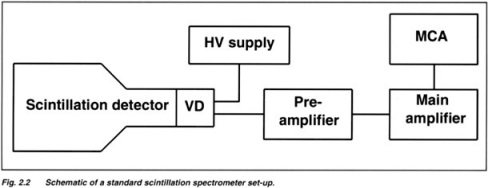 HV supply
MCA
Scintillation detector
VD
Pre-
amplifier
Main
amplifier
Fig. 2.2 Schematic of a standard scintillation spectrometer set-up.